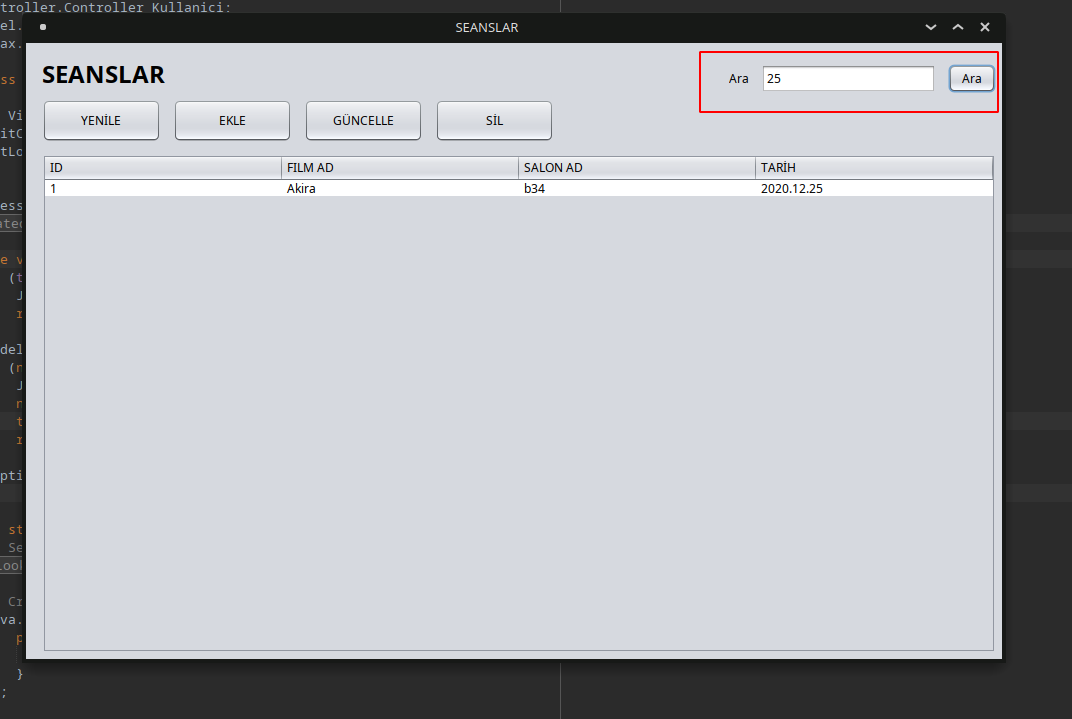 troller.Controller Kullanici;
SEANSLAR
SEANSLAR
Ara 25 Ara
YENİLE EKLE GÜNCELLE SİL
ID FILM AD SALON AD TARİH
1 Akira b34 2020.12.25
el.
ax.
ss
Vi
itC
tLo
ess
ated
e v
(t
J
r
del
(n
J
n
t
r
pti
st
Se
Look
Cr
va.
p
}
;